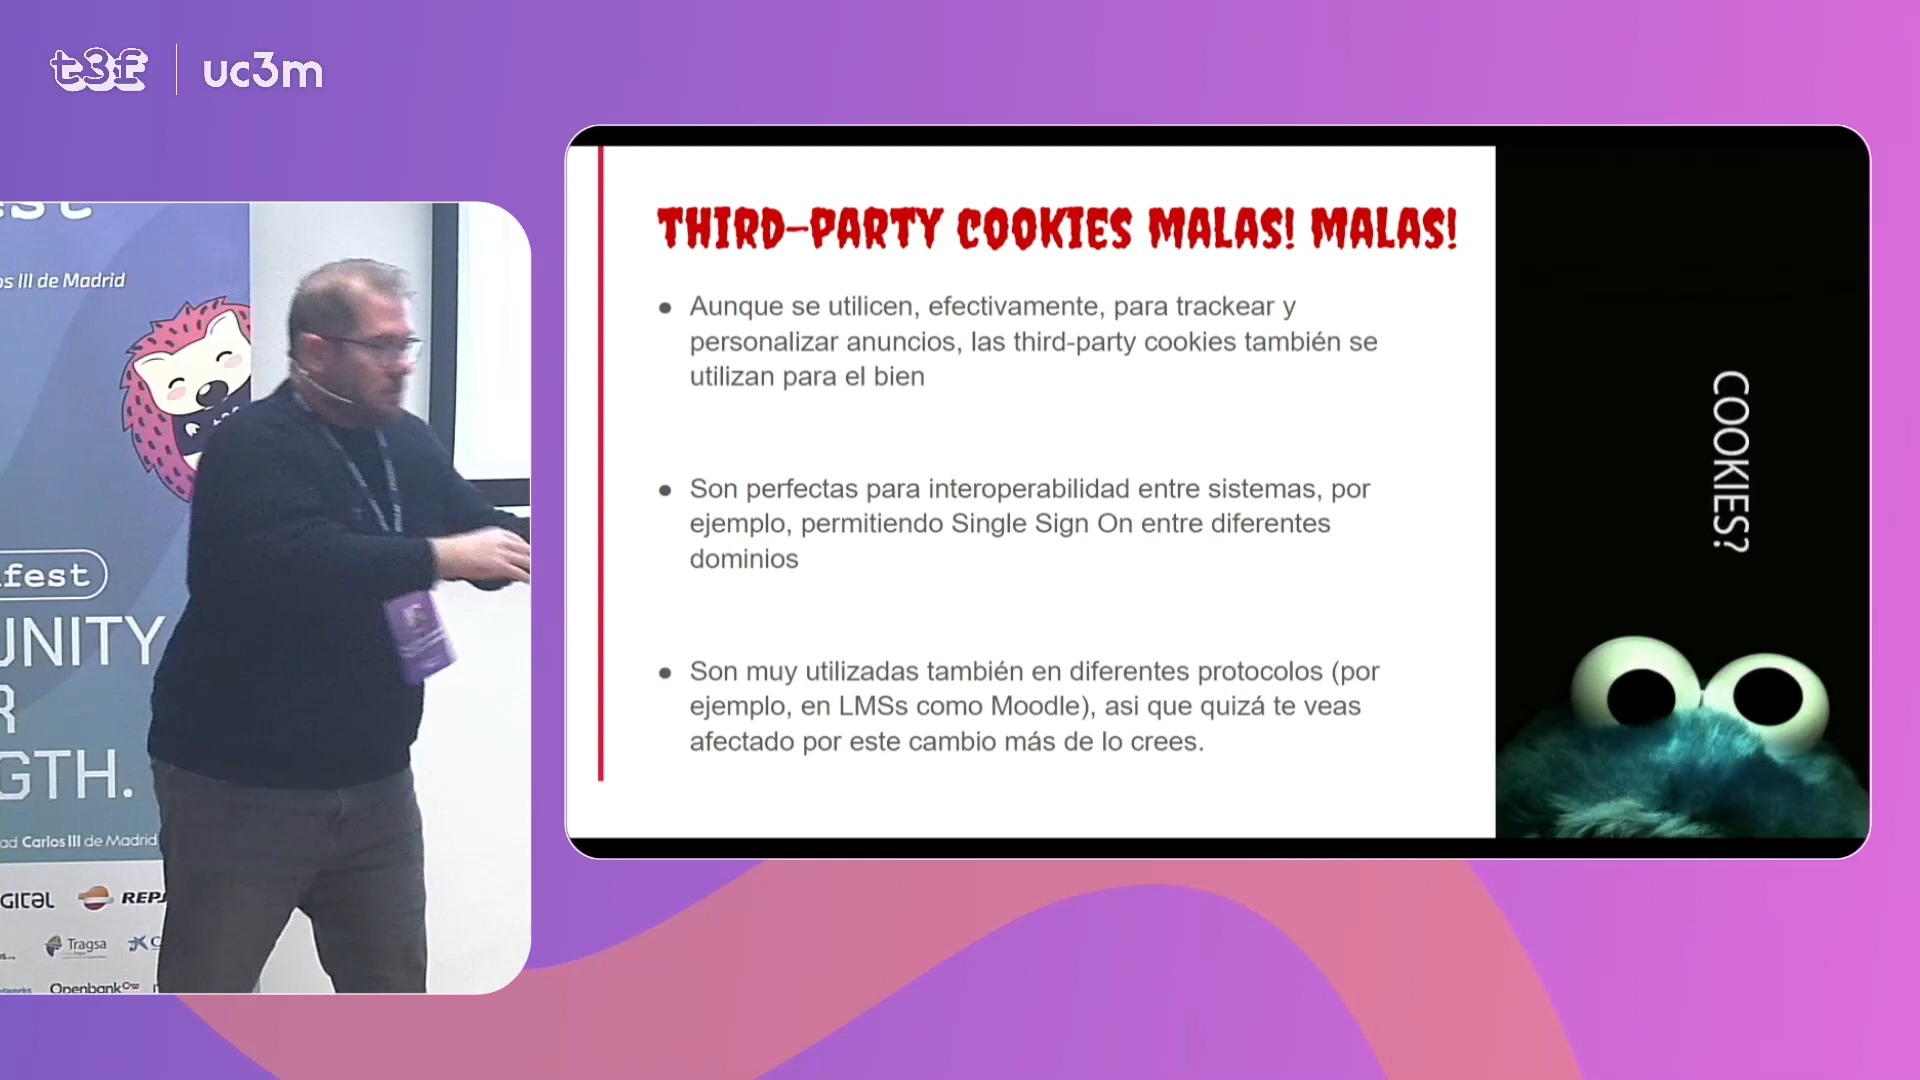 t3f
uc3m
os III de Madrid
fest
UNITY
R
GTH.
ad Carlos III de Madrid
GITAL
REPS
Tragsa
Openbank
THIRD-PARTY COOKIES MALAS! MALAS!
● Aunque se utilicen, efectivamente, para trackear y
personalizar anuncios, las third-party cookies también se
utilizan para el bien
● Son perfectas para interoperabilidad entre sistemas, por
ejemplo, permitiendo Single Sign On entre diferentes
dominios
● Son muy utilizadas también en diferentes protocolos (por
ejemplo, en LMSs como Moodle), asi que quizá te veas
afectado por este cambio más de lo crees.
COOKIES?